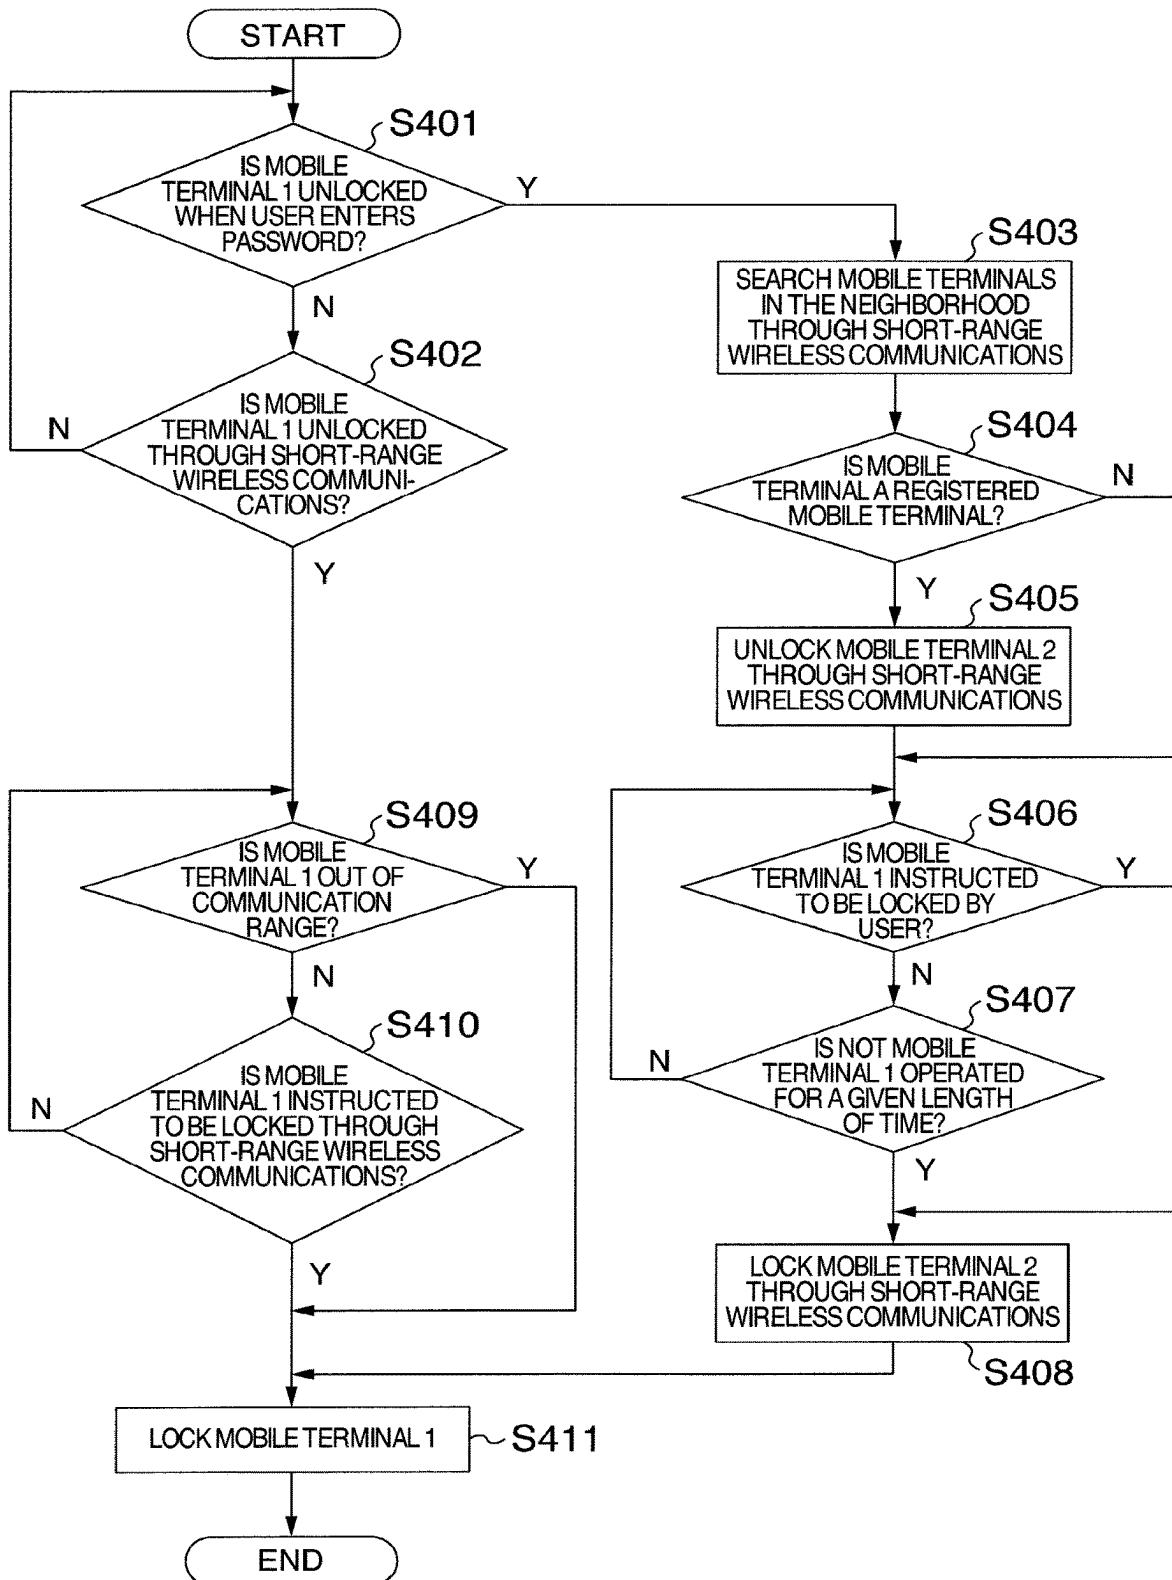 START
S401
IS MOBILE
TERMINAL 1 UNLOCKED
WHEN USER ENTERS
PASSWORD?
Y
N
S402
IS MOBILE
TERMINAL 1 UNLOCKED
THROUGH SHORT-RANGE
WIRELESS COMMUNI-
CATIONS?
N
Y
S403
SEARCH MOBILE TERMINALS
IN THE NEIGHBORHOOD
THROUGH SHORT-RANGE
WIRELESS COMMUNICATIONS
S404
IS MOBILE
TERMINAL A REGISTERED
MOBILE TERMINAL?
N
Y
S405
UNLOCK MOBILE TERMINAL 2
THROUGH SHORT-RANGE
WIRELESS COMMUNICATIONS
S406
IS MOBILE
TERMINAL 1 INSTRUCTED
TO BE LOCKED BY
USER?
Y
N
S407
IS NOT MOBILE
TERMINAL 1 OPERATED
FOR A GIVEN LENGTH
OF TIME?
N
Y
LOCK MOBILE TERMINAL 2
THROUGH SHORT-RANGE
WIRELESS COMMUNICATIONS
S408
S409
IS MOBILE
TERMINAL 1 OUT OF
COMMUNICATION
RANGE?
Y
N
S410
IS MOBILE
TERMINAL 1 INSTRUCTED
TO BE LOCKED THROUGH
SHORT-RANGE WIRELESS
COMMUNICATIONS?
N
Y
LOCK MOBILE TERMINAL 1
S411
END